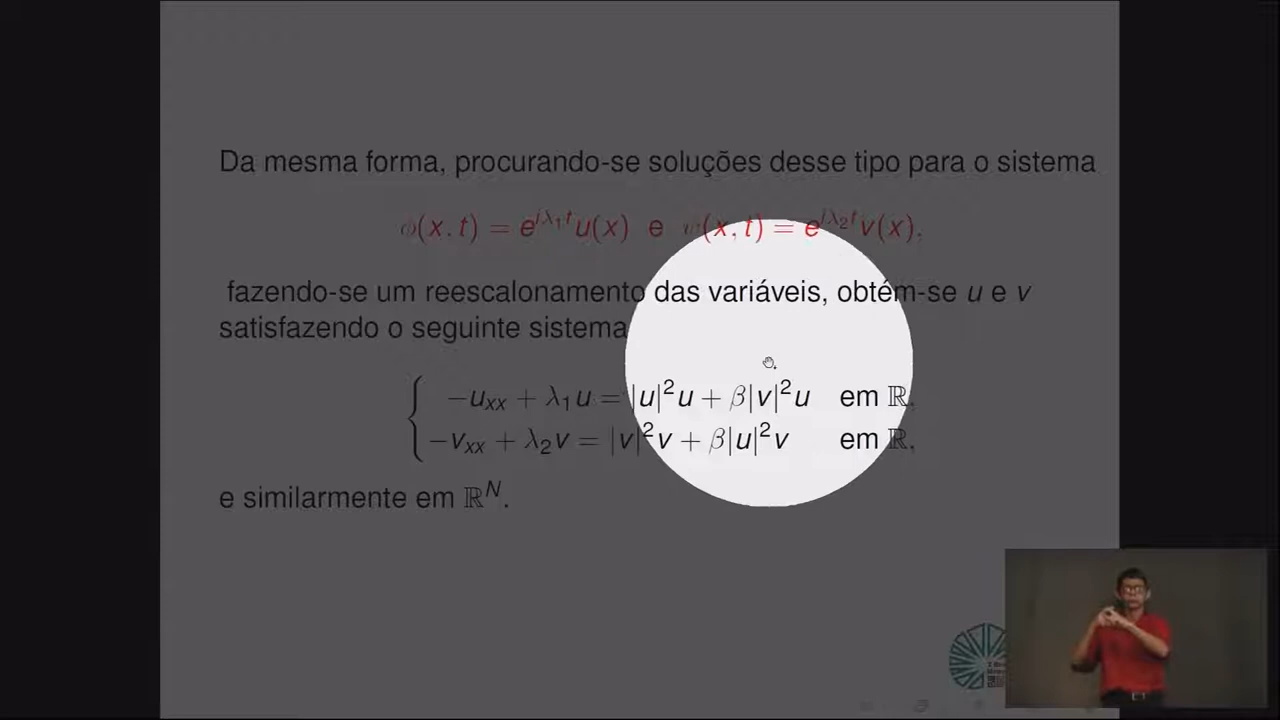 Da mesma forma, procurando-se soluções desse tipo para o sistema
ϕ(x, t) = e^{iλ₁t}u(x) e ψ(x, t) = e^{iλ₂t}v(x),
fazendo-se um reescalonamento das variáveis, obtém-se u e v
satisfazendo o seguinte sistema
−u_{xx} + λ₁u = |u|²u + β|v|²u em ℝ,
−v_{xx} + λ₂v = |v|²v + β|u|²v em ℝ,
e similarmente em ℝ^N.